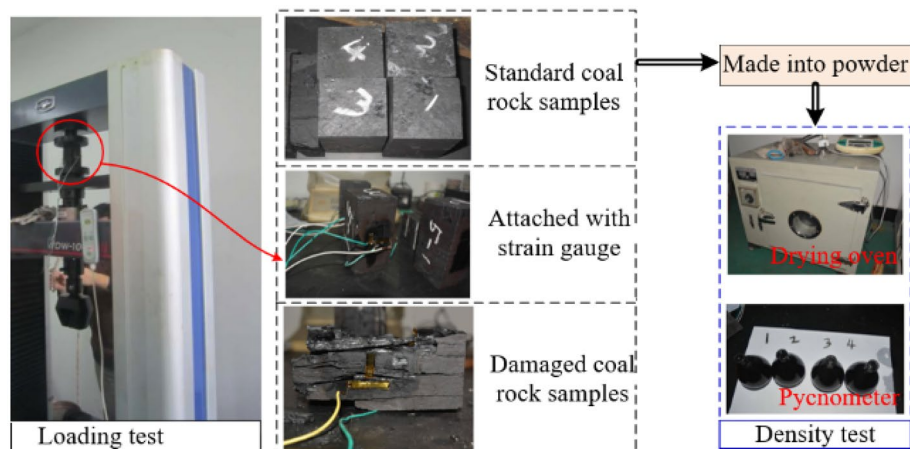 Standard coal
rock samples
Made into powder
Attached with
strain gauge
Drying oven
Damaged coal
rock samples
1 2 3 4
Pycnometer
Loading test
Density test